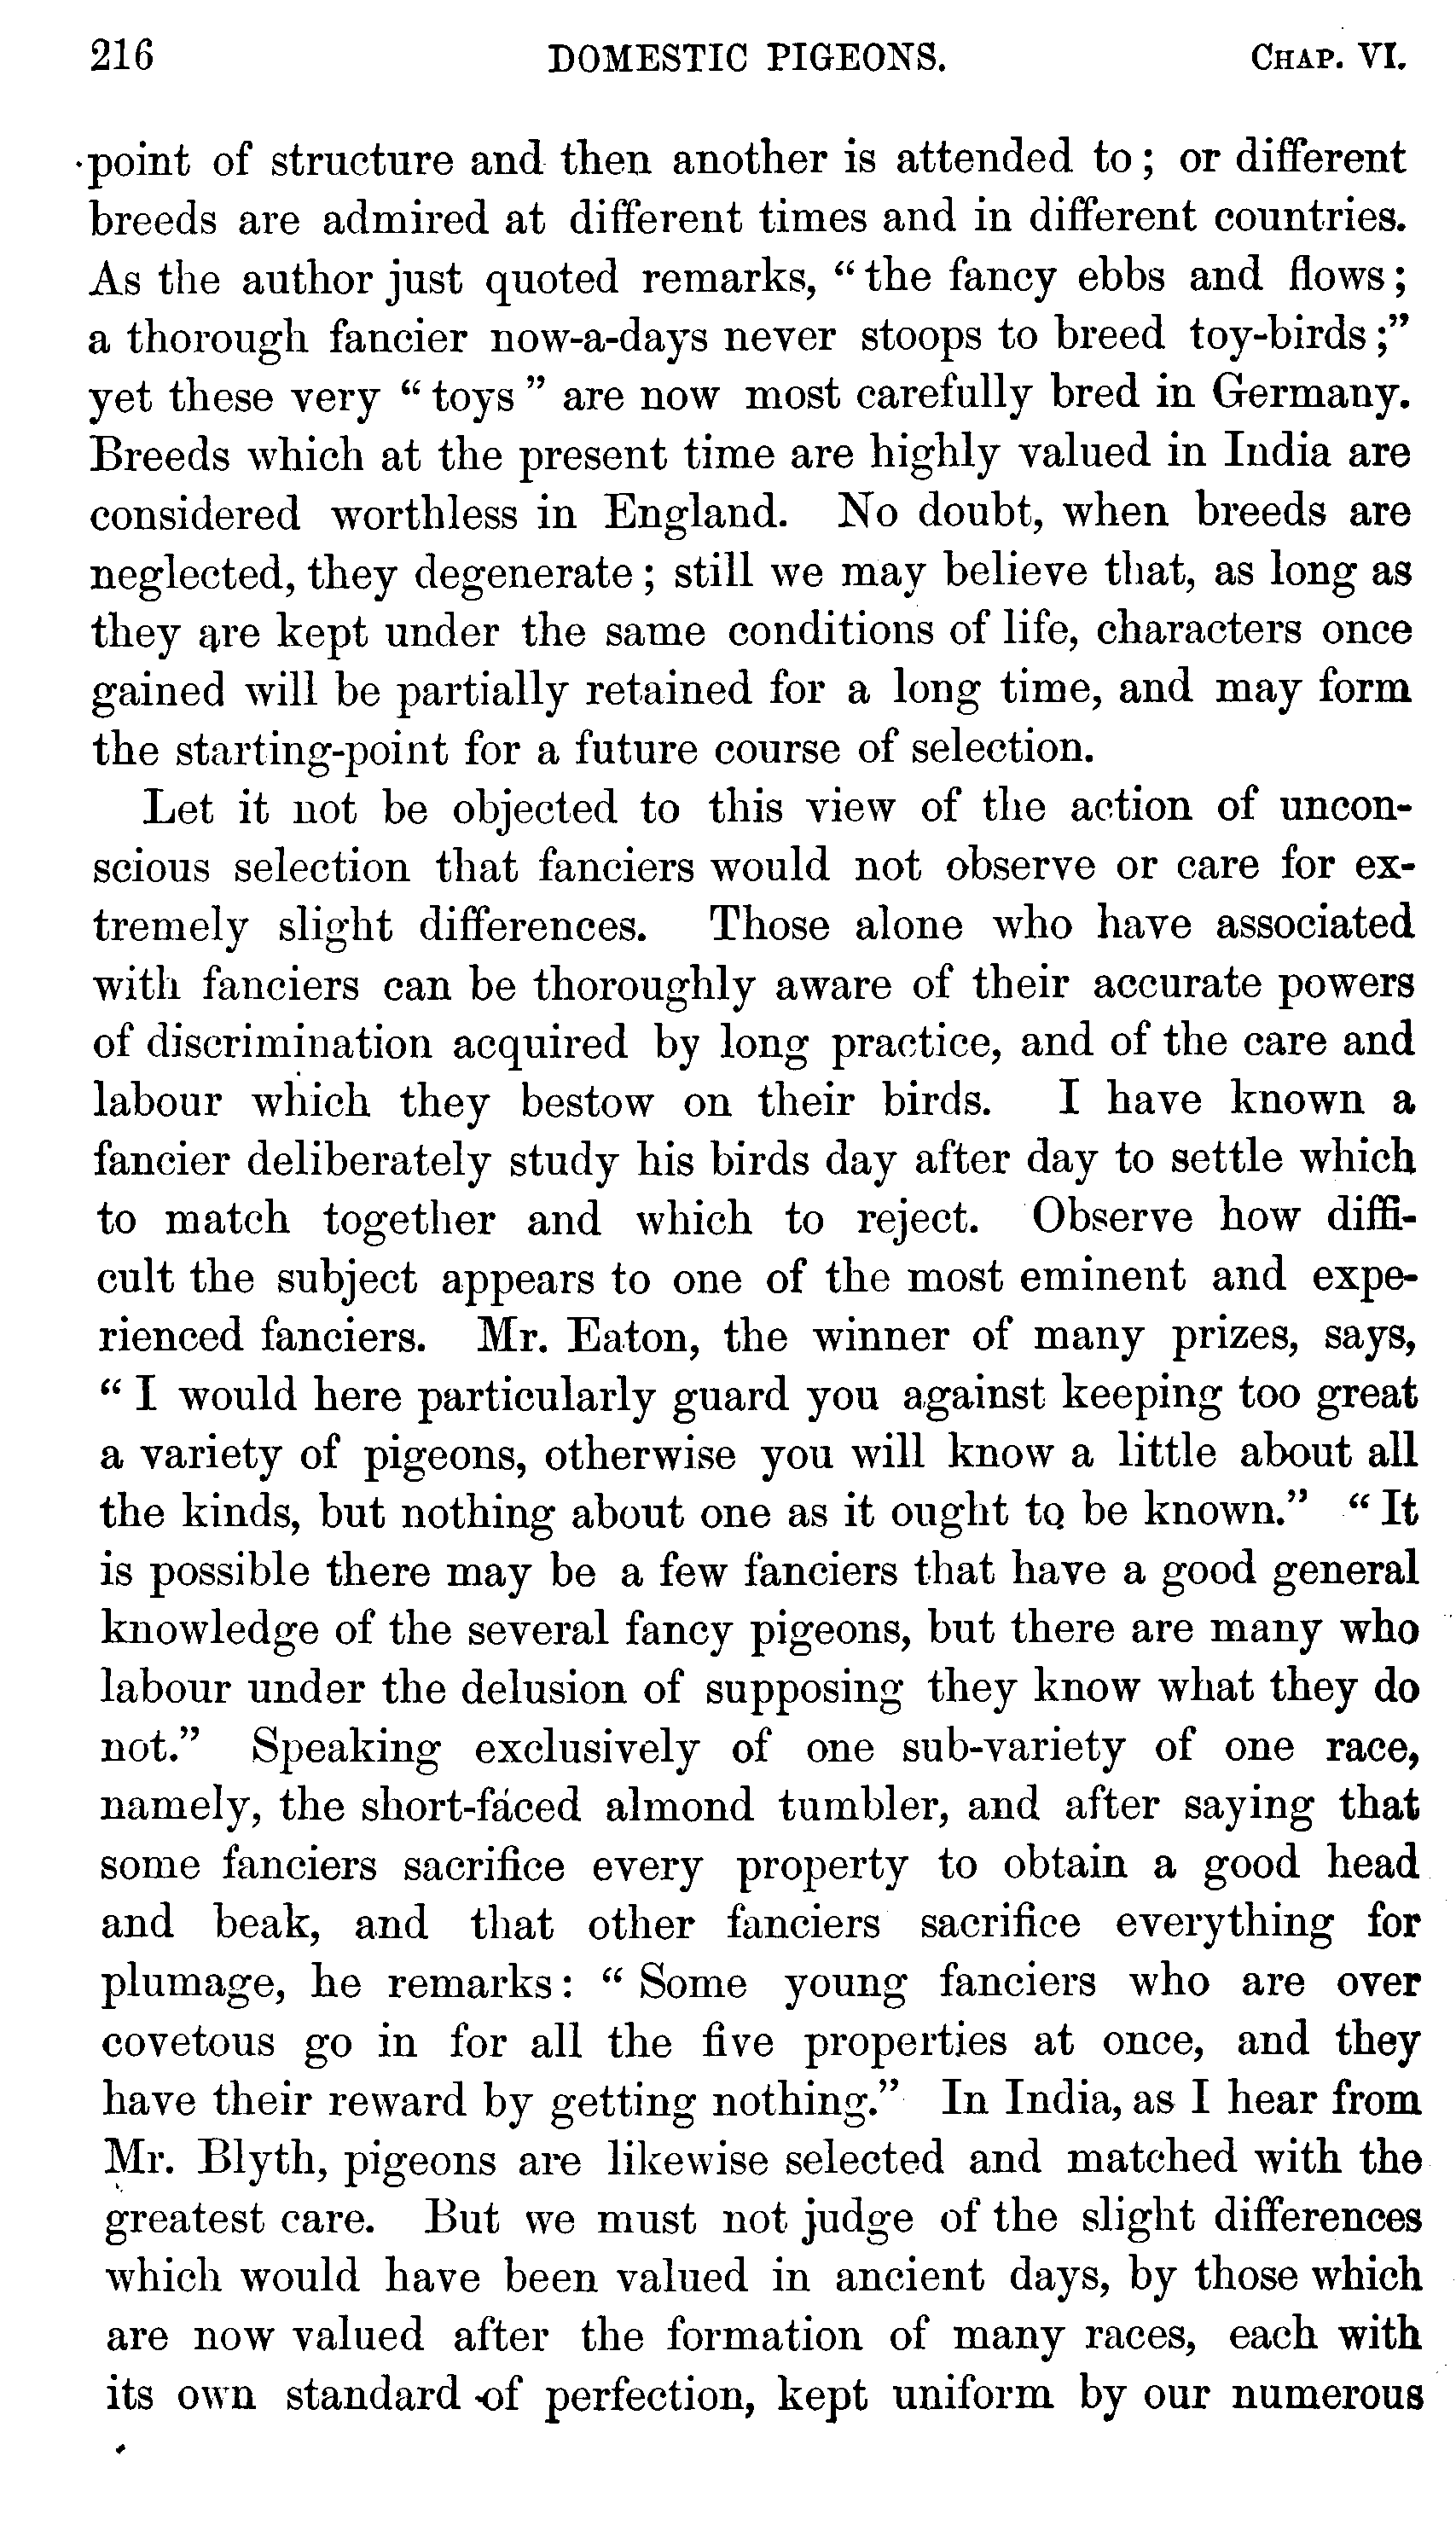 216 DOMESTIC PIGEONS. CHAP. VI.
point of structure and then another is attended to; or different
breeds are admired at different times and in different countries.
As the author just quoted remarks, “the fancy ebbs and flows;
a thorough fancier now-a-days never stoops to breed toy-birds;”
yet these very “toys” are now most carefully bred in Germany.
Breeds which at the present time are highly valued in India are
considered worthless in England. No doubt, when breeds are
neglected, they degenerate; still we may believe that, as long as
they are kept under the same conditions of life, characters once
gained will be partially retained for a long time, and may form
the starting-point for a future course of selection.
Let it not be objected to this view of the action of uncon-
scious selection that fanciers would not observe or care for ex-
tremely slight differences. Those alone who have associated
with fanciers can be thoroughly aware of their accurate powers
of discrimination acquired by long practice, and of the care and
labour which they bestow on their birds. I have known a
fancier deliberately study his birds day after day to settle which
to match together and which to reject. Observe how diffi-
cult the subject appears to one of the most eminent and expe-
rienced fanciers. Mr. Eaton, the winner of many prizes, says,
“I would here particularly guard you against keeping too great
a variety of pigeons, otherwise you will know a little about all
the kinds, but nothing about one as it ought to be known.” “It
is possible there may be a few fanciers that have a good general
knowledge of the several fancy pigeons, but there are many who
labour under the delusion of supposing they know what they do
not.” Speaking exclusively of one sub-variety of one race,
namely, the short-faced almond tumbler, and after saying that
some fanciers sacrifice every property to obtain a good head
and beak, and that other fanciers sacrifice everything for
plumage, he remarks: “Some young fanciers who are over
covetous go in for all the five properties at once, and they
have their reward by getting nothing.” In India, as I hear from
Mr. Blyth, pigeons are likewise selected and matched with the
greatest care. But we must not judge of the slight differences
which would have been valued in ancient days, by those which
are now valued after the formation of many races, each with
its own standard of perfection, kept uniform by our numerous